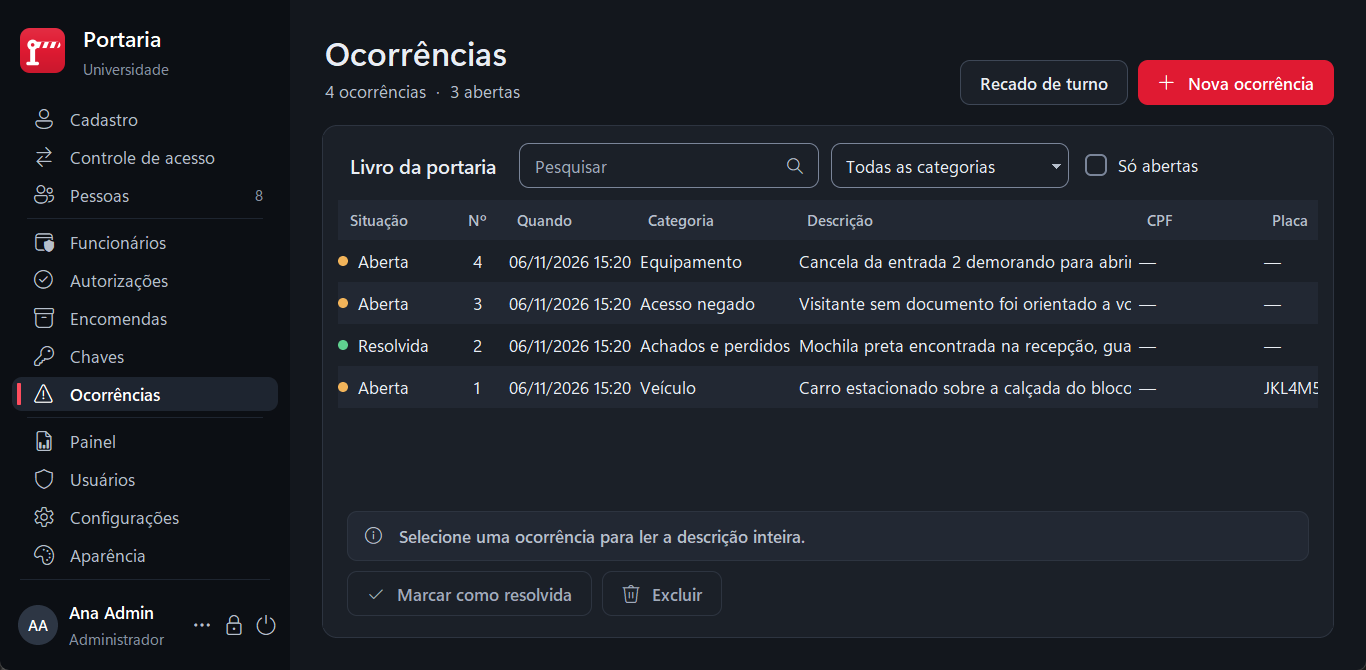 Portaria
Universidade
Cadastro
Controle de acesso
Pessoas 8
Funcionários
Autorizações
Encomendas
Chaves
Ocorrências
Painel
Usuários
Configurações
Aparência
AA
Ana Admin
Administrador
Ocorrências
4 ocorrências · 3 abertas
Recado de turno
Nova ocorrência
Livro da portaria Pesquisar Todas as categorias Só abertas
Situação Nº Quando Categoria Descrição CPF Placa
Aberta 4 06/11/2026 15:20 Equipamento Cancela da entrada 2 demorando para abrir — —
Aberta 3 06/11/2026 15:20 Acesso negado Visitante sem documento foi orientado a vo — —
Resolvida 2 06/11/2026 15:20 Achados e perdidos Mochila preta encontrada na recepção, gua — —
Aberta 1 06/11/2026 15:20 Veículo Carro estacionado sobre a calçada do bloco — JKL4M5
Selecione uma ocorrência para ler a descrição inteira.
Marcar como resolvida Excluir